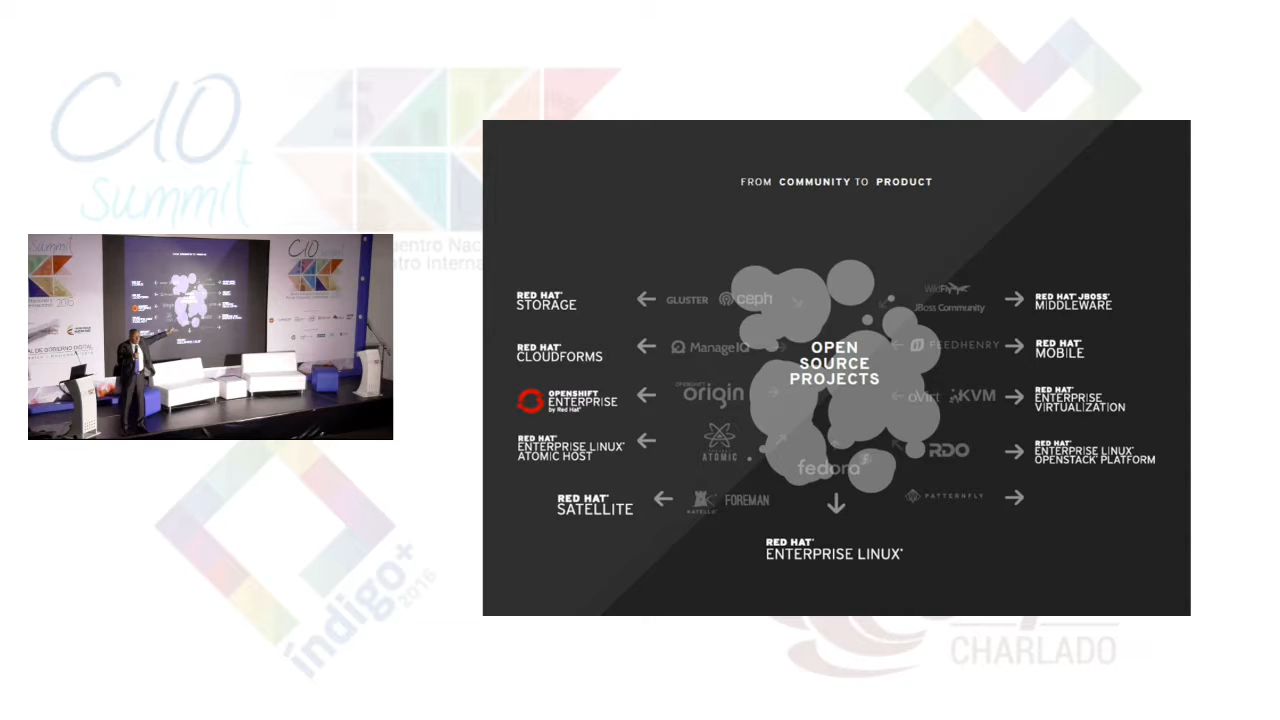 CIO
summit
FROM COMMUNITY TO PRODUCT
RED HAT®
STORAGE
GLUSTER
ceph
WildFly
JBoss Community
RED HAT® JBOSS®
MIDDLEWARE
RED HAT®
CLOUDFORMS
ManageIQ
OPEN
SOURCE
PROJECTS
FEEDHENRY
RED HAT®
MOBILE
OPENSHIFT
ENTERPRISE
by Red Hat®
OPENSHIFT
origin
oVirt
KVM
RED HAT®
ENTERPRISE
VIRTUALIZATION
RED HAT®
ENTERPRISE LINUX®
ATOMIC HOST
ATOMIC
fedora
RDO
RED HAT®
ENTERPRISE LINUX®
OPENSTACK® PLATFORM
RED HAT®
SATELLITE
KATELLO
FOREMAN
PATTERNFLY
RED HAT®
ENTERPRISE LINUX®
índigo+
2016
CHARLADO